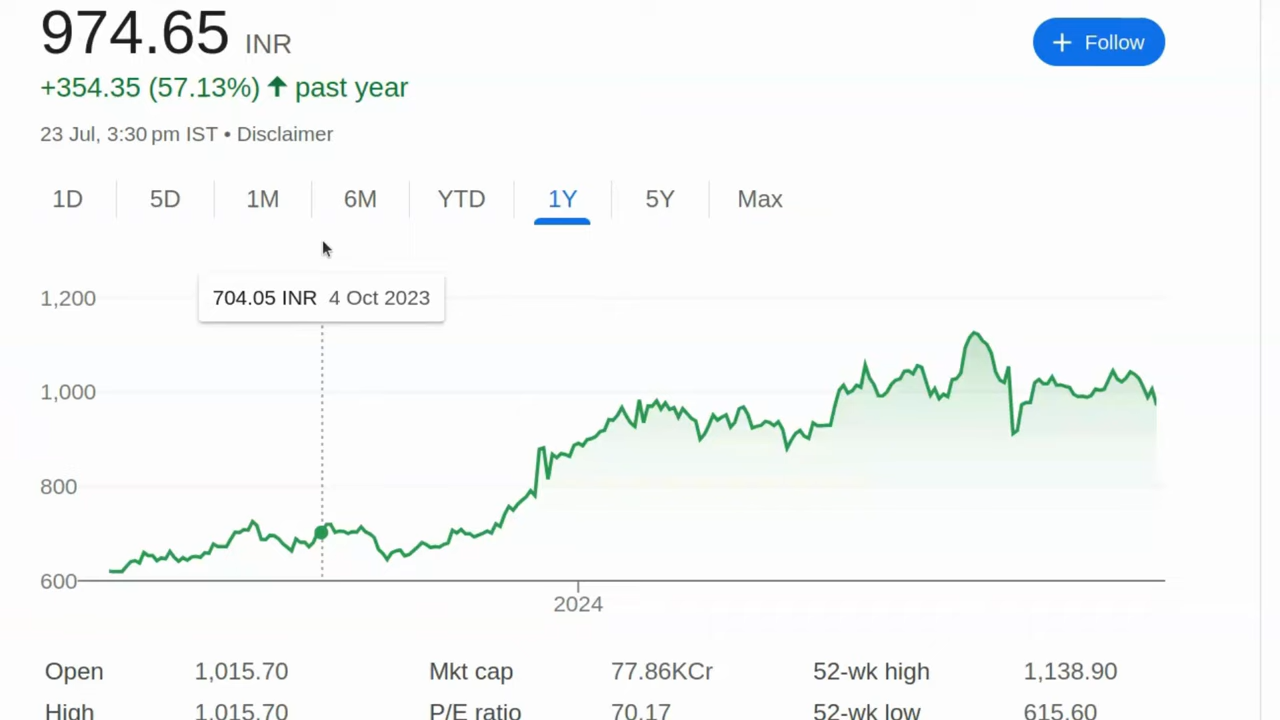 974.65 INR
+ Follow
+354.35 (57.13%) ↑ past year
23 Jul, 3:30 pm IST • Disclaimer
1D 5D 1M 6M YTD 1Y 5Y Max
704.05 INR 4 Oct 2023
1,200
1,000
800
600
2024
Open 1,015.70 Mkt cap 77.86KCr 52-wk high 1,138.90
High 1,015.70 P/E ratio 70.17 52-wk low 615.60